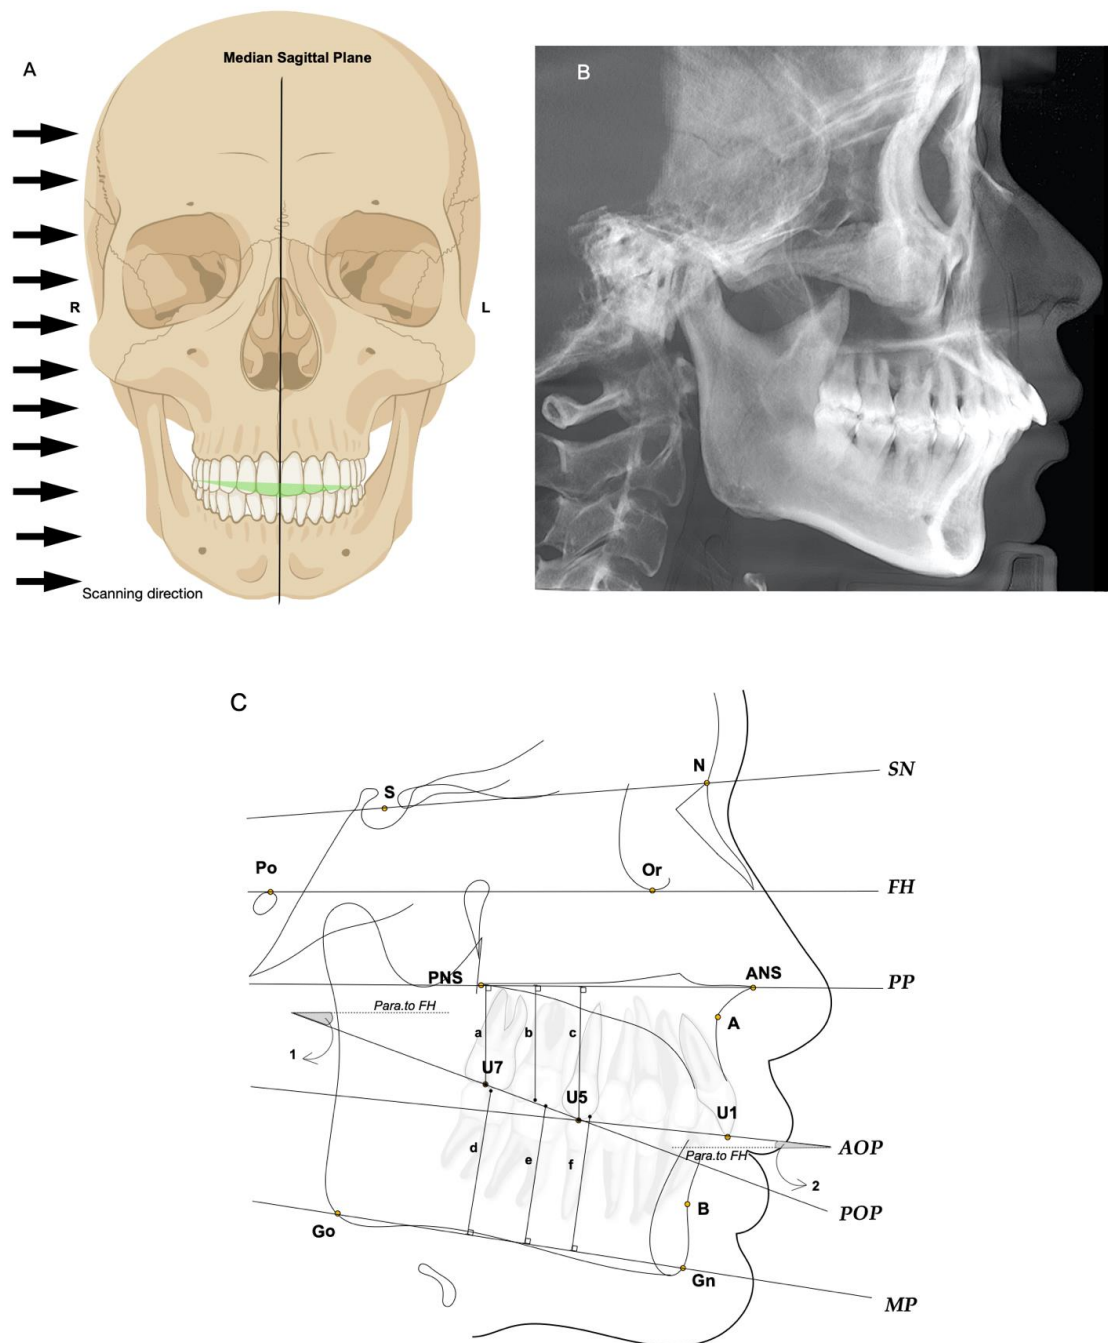 A
Median Sagittal Plane
R
L
Scanning direction
B
C
N
SN
S
Po
Or
FH
PNS
ANS
PP
Para.to FH
A
a
b
c
1
U7
U5
U1
AOP
d
e
f
Para.to FH
2
B
POP
Go
Gn
MP